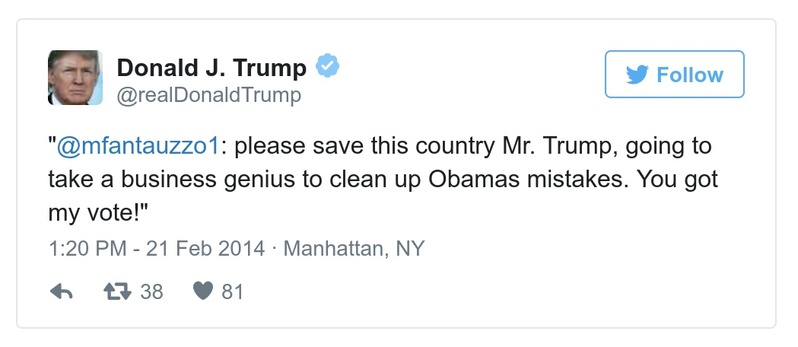 Donald J. Trump
@realDonaldTrump
Follow
"@mfantauzzo1: please save this country Mr. Trump, going to
take a business genius to clean up Obamas mistakes. You got
my vote!"
1:20 PM - 21 Feb 2014 · Manhattan, NY
38 81